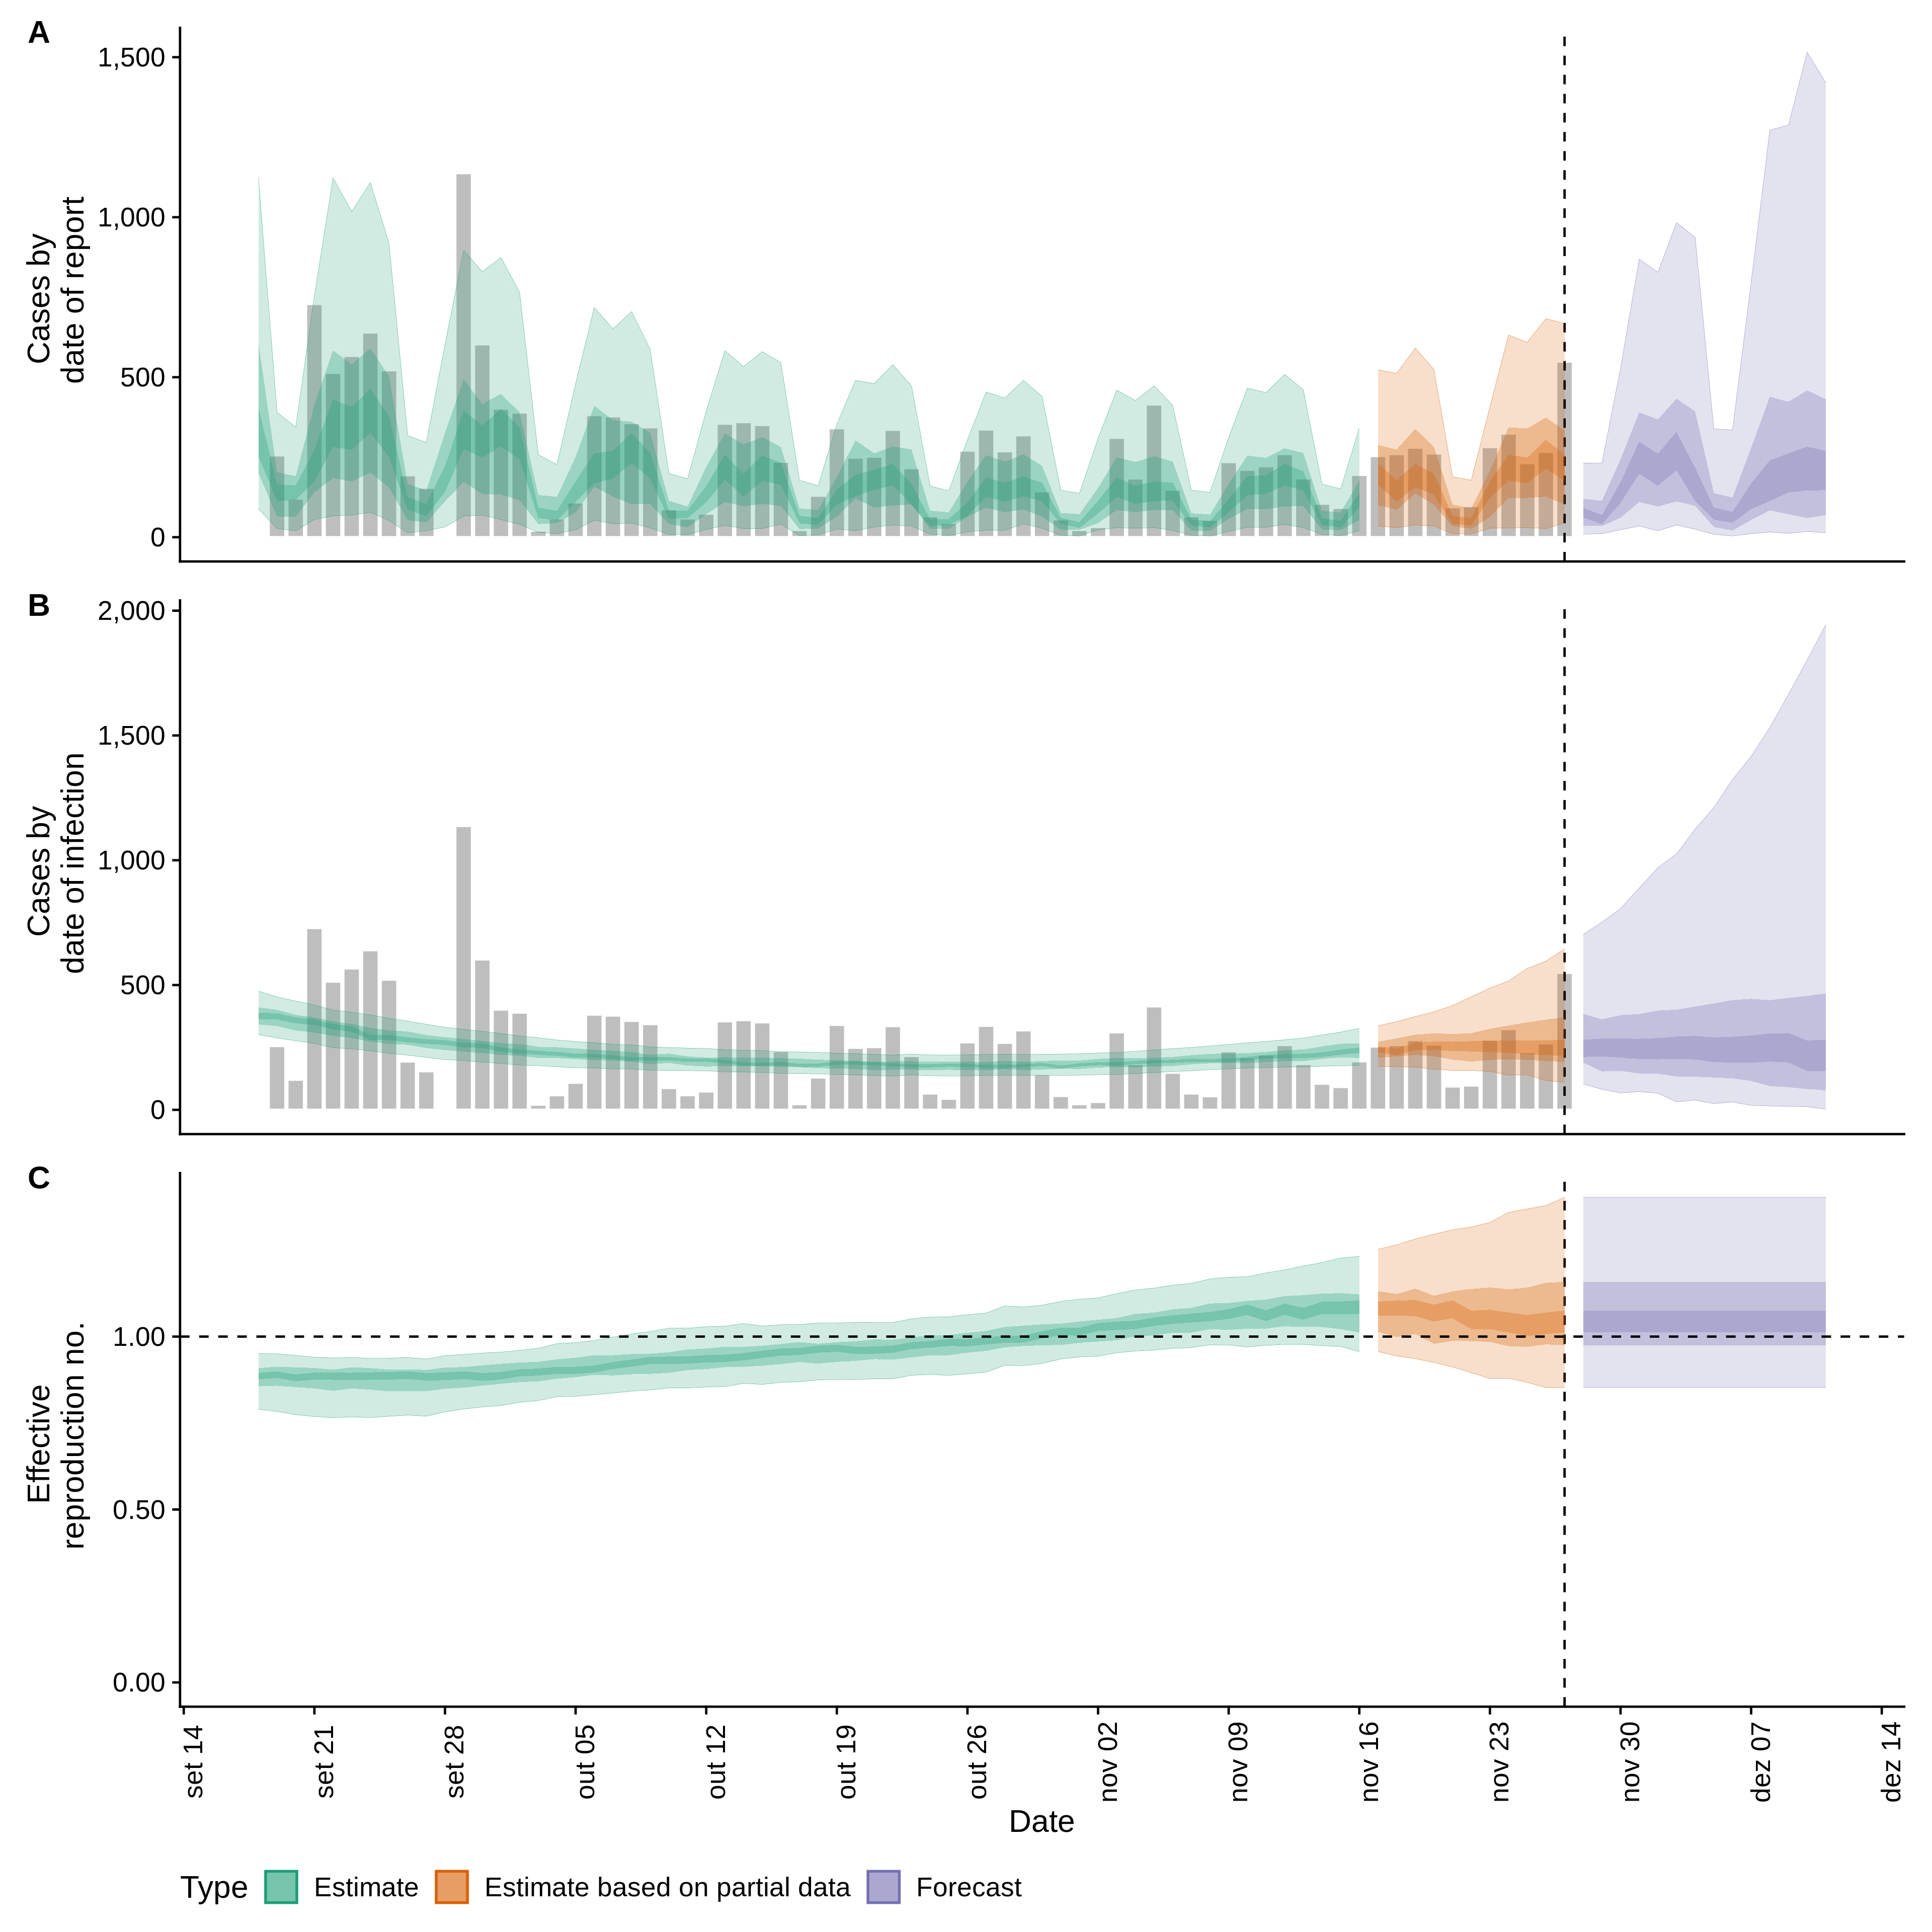 A
1,500
1,000
500
0
Cases by
date of report
B
2,000
1,500
1,000
500
0
Cases by
date of infection
C
1.00
0.50
0.00
Effective
reproduction no.
set 14
set 21
set 28
out 05
out 12
out 19
out 26
nov 02
nov 09
nov 16
nov 23
nov 30
dez 07
dez 14
Date
Type
Estimate
Estimate based on partial data
Forecast